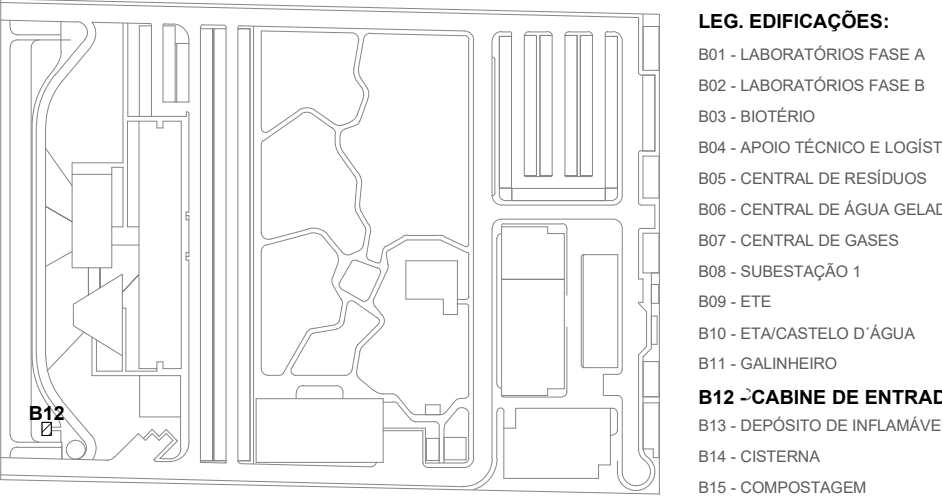 B12
LEG. EDIFICAÇÕES:
B01 - LABORATÓRIOS FASE A
B02 - LABORATÓRIOS FASE B
B03 - BIOTÉRIO
B04 - APOIO TÉCNICO E LOGÍST
B05 - CENTRAL DE RESÍDUOS
B06 - CENTRAL DE ÁGUA GELAD
B07 - CENTRAL DE GASES
B08 - SUBESTAÇÃO 1
B09 - ETE
B10 - ETA/CASTELO D´ÁGUA
B11 - GALINHEIRO
B12 - CABINE DE ENTRAD
B13 - DEPÓSITO DE INFLAMÁVE
B14 - CISTERNA
B15 - COMPOSTAGEM